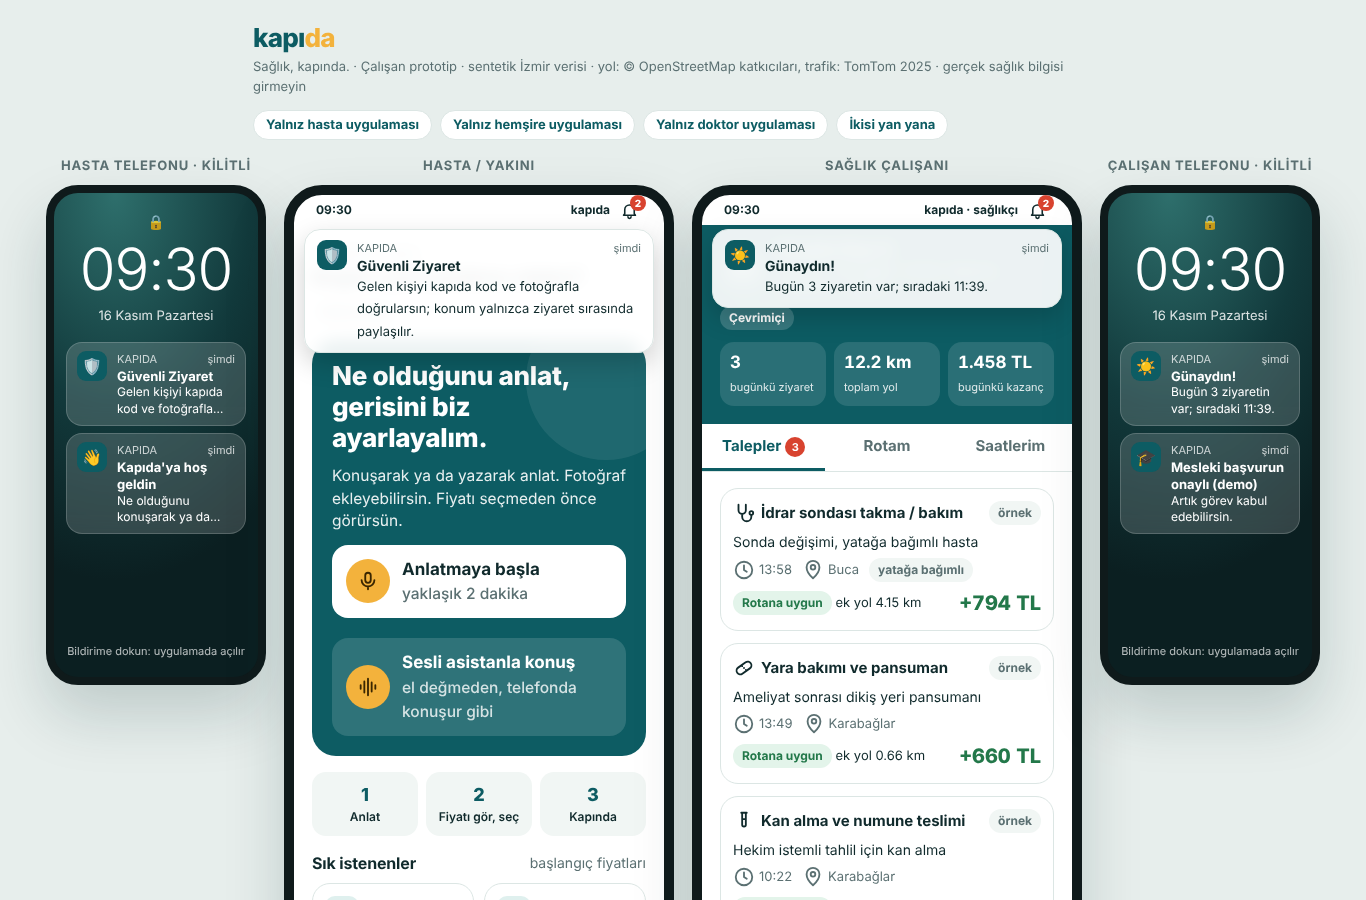 kapıda
Sağlık, kapında. · Çalışan prototip · sentetik İzmir verisi · yol: © OpenStreetMap katkıcıları, trafik: TomTom 2025 · gerçek sağlık bilgisi
girmeyin
Yalnız hasta uygulaması
Yalnız hemşire uygulaması
Yalnız doktor uygulaması
İkisi yan yana
HASTA TELEFONU · KİLİTLİ
09:30
16 Kasım Pazartesi
KAPIDA
şimdi
Güvenli Ziyaret
Gelen kişiyi kapıda
kod ve fotoğrafla...
KAPIDA
şimdi
Kapıda'ya hoş
geldin
Ne olduğunu
konuşarak ya da...
Bildirime dokun: uygulamada açılır
HASTA / YAKINI
09:30
kapıda
2
KAPIDA
şimdi
Güvenli Ziyaret
Gelen kişiyi kapıda kod ve fotoğrafla
doğrularsın; konum yalnızca ziyaret sırasında
paylaşılır.
Ne olduğunu anlat,
gerisini biz
ayarlayalım.
Konuşarak ya da yazarak anlat. Fotoğraf
ekleyebilirsin. Fiyatı seçmeden önce
görürsün.
Anlatmaya başla
yaklaşık 2 dakika
Sesli asistanla konuş
el değmeden, telefonda
konuşur gibi
1
Anlat
2
Fiyatı gör, seç
3
Kapında
Sık istenenler
başlangıç fiyatları
SAĞLIK ÇALIŞANI
09:30
kapıda · sağlıkçı
2
KAPIDA
şimdi
Günaydın!
Bugün 3 ziyaretin var; sıradaki 11:39.
Çevrimiçi
3
bugünkü ziyaret
12.2 km
toplam yol
1.458 TL
bugünkü kazanç
Talepler 3
Rotam
Saatlerim
İdrar sondası takma / bakım
örnek
Sonda değişimi, yatağa bağımlı hasta
13:58
Buca
yatağa bağımlı
Rotana uygun
ek yol 4.15 km
+794 TL
Yara bakımı ve pansuman
örnek
Ameliyat sonrası dikiş yeri pansumanı
13:49
Karabağlar
Rotana uygun
ek yol 0.66 km
+660 TL
Kan alma ve numune teslimi
örnek
Hekim istemli tahlil için kan alma
10:22
Karabağlar
ÇALIŞAN TELEFONU · KİLİTLİ
09:30
16 Kasım Pazartesi
KAPIDA
şimdi
Günaydın!
Bugün 3 ziyaretin
var; sıradaki 11:39.
KAPIDA
şimdi
Mesleki başvurun
onaylı (demo)
Artık görev kabul
edebilirsin.
Bildirime dokun: uygulamada açılır